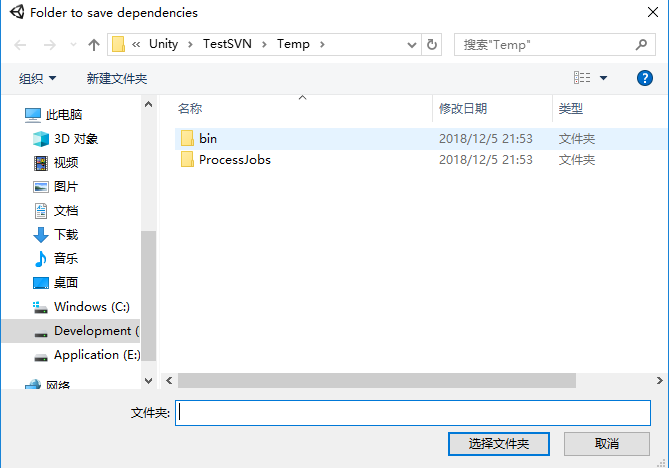 Folder to save dependencies
« Unity > TestSVN > Temp >
搜索"Temp"
组织 新建文件夹
?
此电脑
3D 对象
视频
图片
文档
下载
音乐
桌面
Windows (C:)
Development (
Application (E:)
网络
名称 修改日期 类型
bin 2018/12/5 21:53 文件夹
ProcessJobs 2018/12/5 21:53 文件夹
文件夹:
选择文件夹 取消